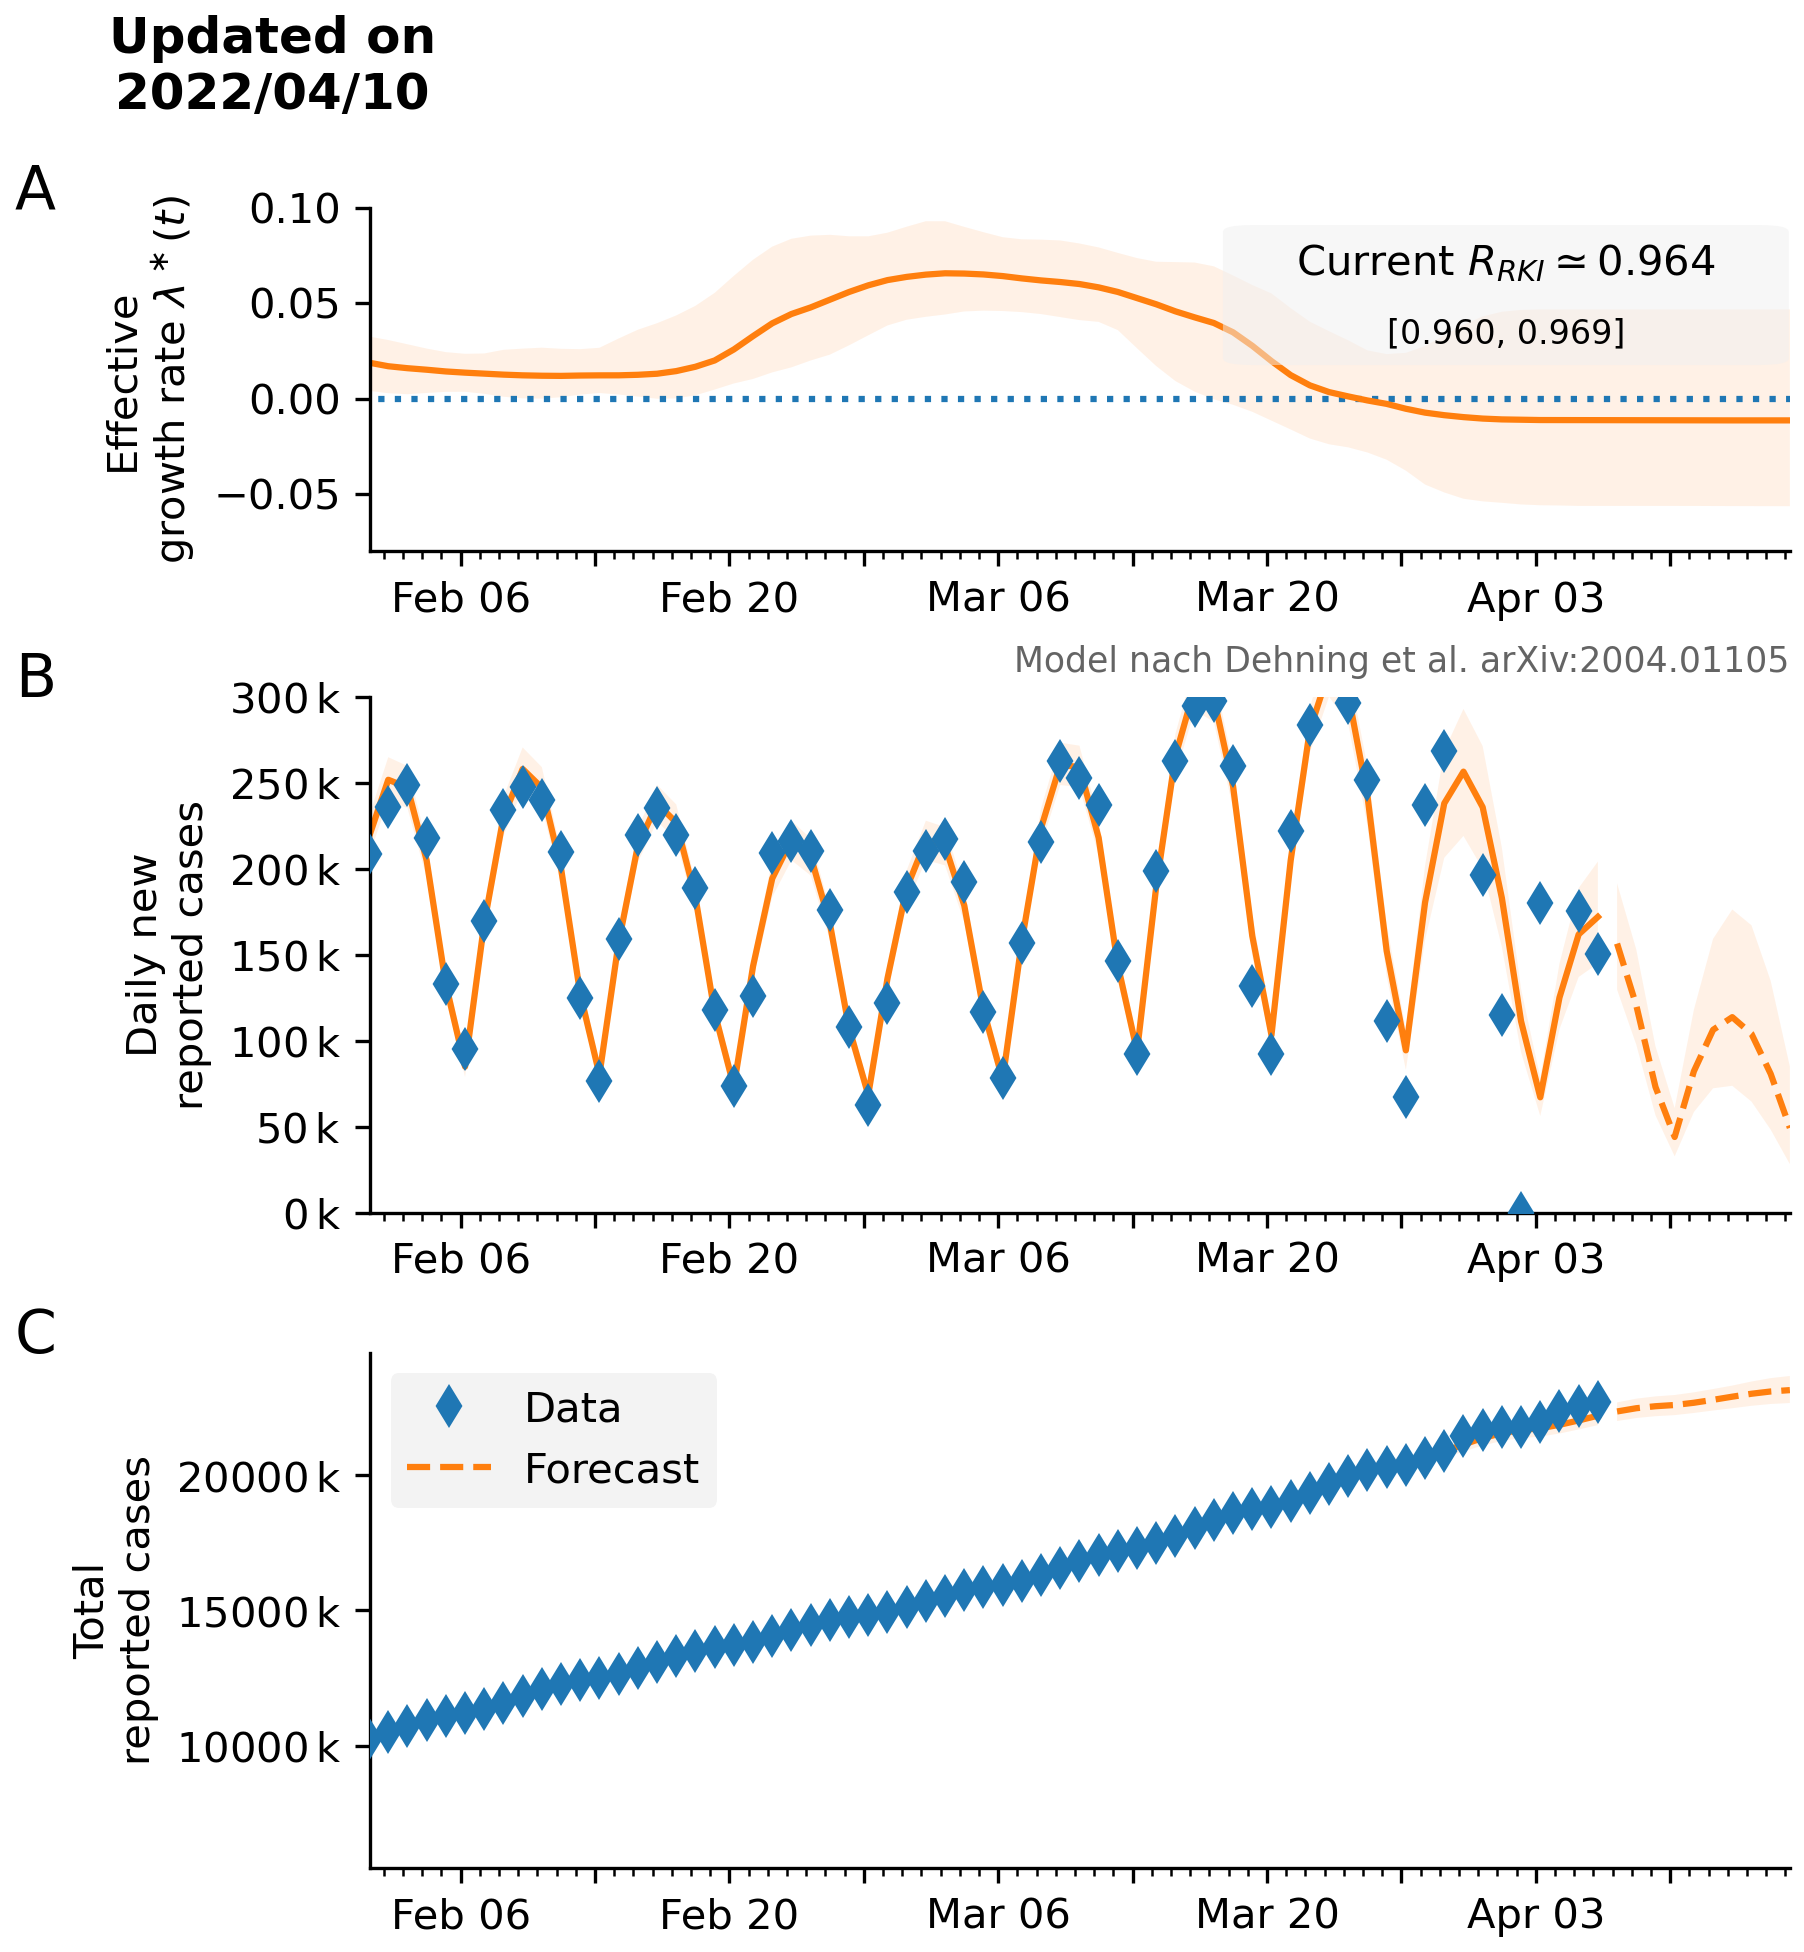 Updated on
2022/04/10
A
Effective
growth rate λ * (t)
0.10
0.05
0.00
−0.05
Current R_RKI ≃ 0.964
[0.960, 0.969]
Feb 06 Feb 20 Mar 06 Mar 20 Apr 03
Model nach Dehning et al. arXiv:2004.01105
B
Daily new
reported cases
300 k
250 k
200 k
150 k
100 k
50 k
0 k
Feb 06 Feb 20 Mar 06 Mar 20 Apr 03
C
Total
reported cases
Data
Forecast
20000 k
15000 k
10000 k
Feb 06 Feb 20 Mar 06 Mar 20 Apr 03